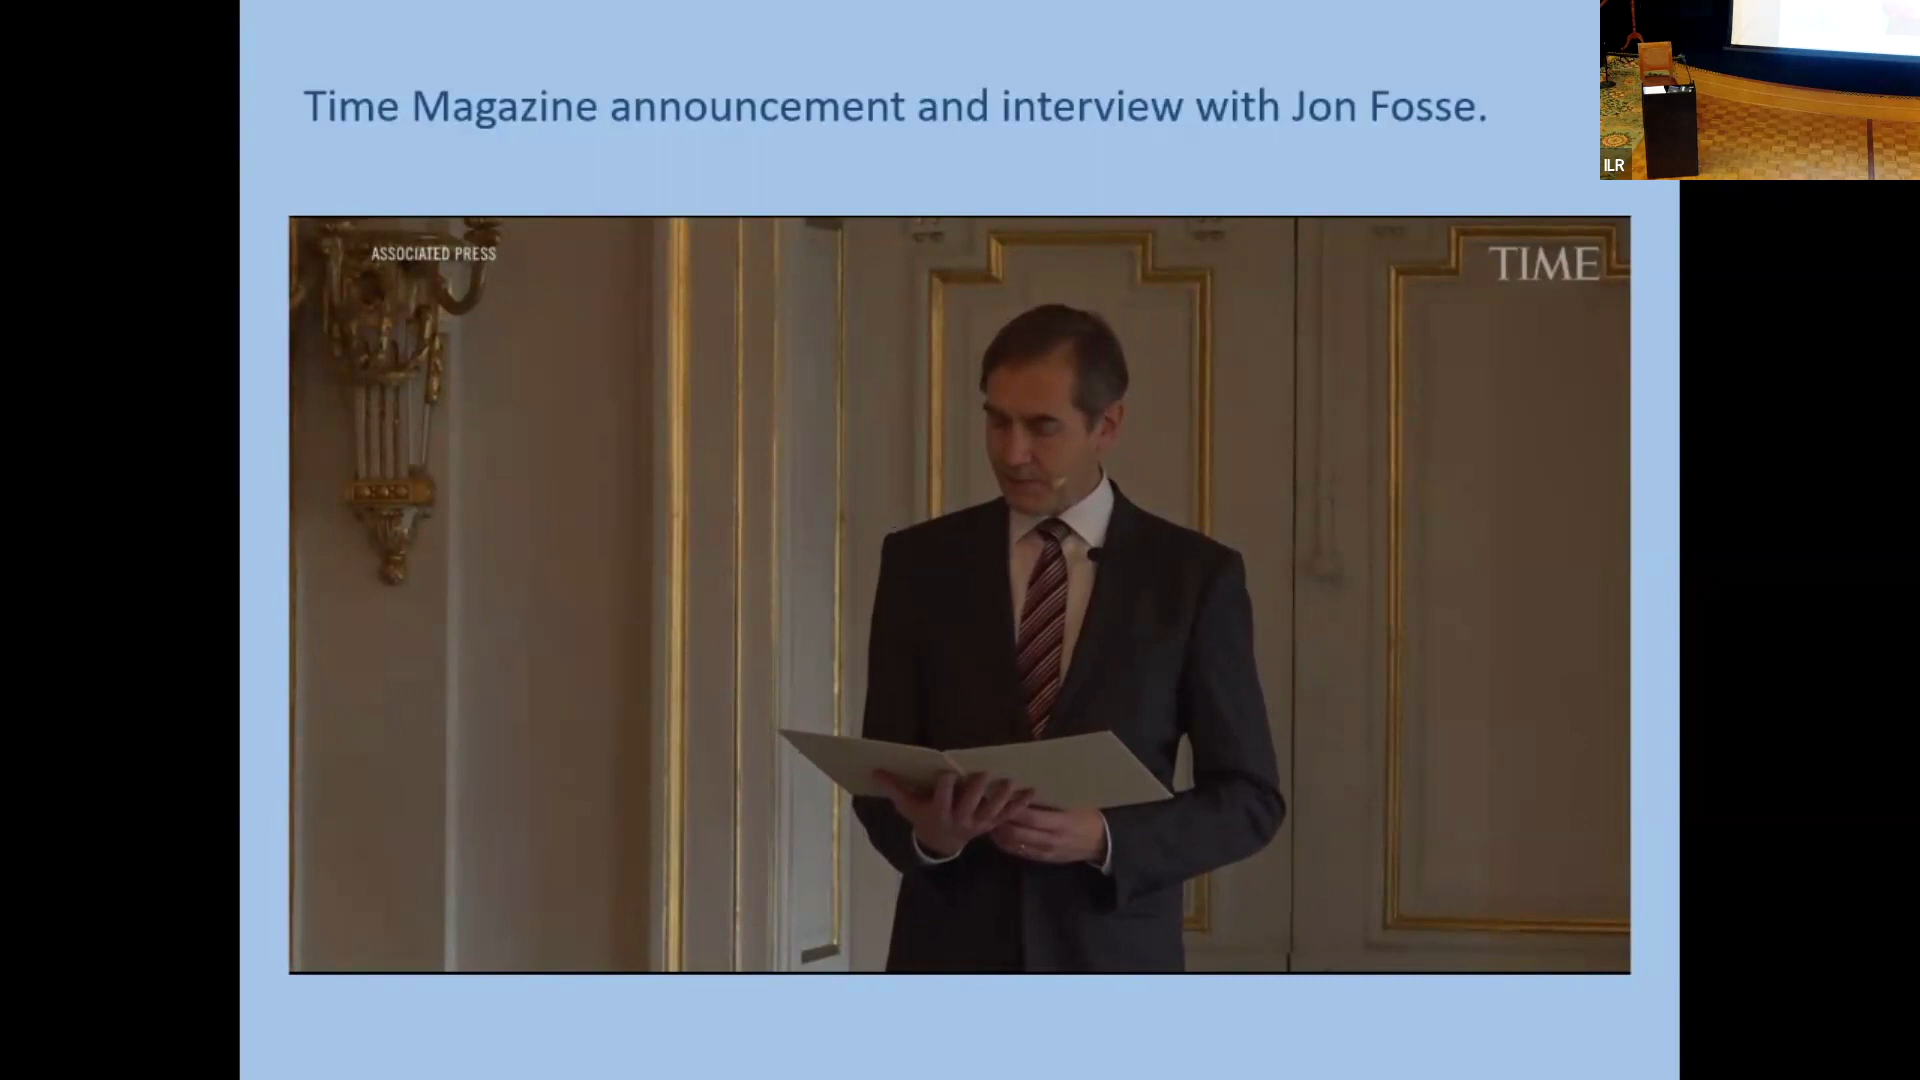 Time Magazine announcement and interview with Jon Fosse.
ILR
ASSOCIATED PRESS
TIME